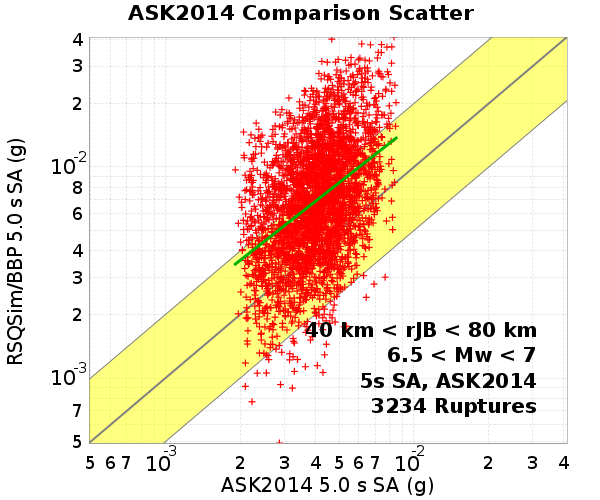 ASK2014 Comparison Scatter
RSQSim/BBP 5.0 s SA (g)
4
3
2
10-2
8
6
4
3
2
10-3
7
5
40 km < rJB < 80 km
6.5 < Mw < 7
5s SA, ASK2014
3234 Ruptures
5 6 7 10-3 2 3 4 5 6 7 10-2 2 3 4
ASK2014 5.0 s SA (g)